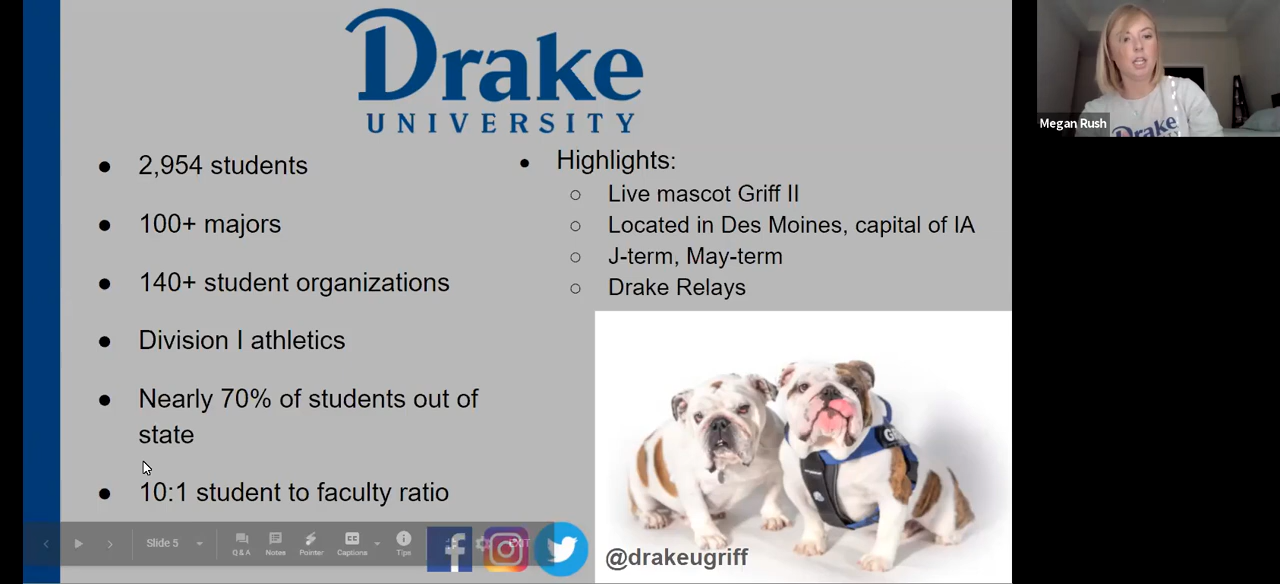 Drake
UNIVERSITY
2,954 students
100+ majors
140+ student organizations
Division I athletics
Nearly 70% of students out of
state
10:1 student to faculty ratio
Highlights:
Live mascot Griff II
Located in Des Moines, capital of IA
J-term, May-term
Drake Relays
@drakeugriff
Slide 5
Q & A
Notes
Pointer
Captions
Tips
EXIT
Megan Rush
Drake